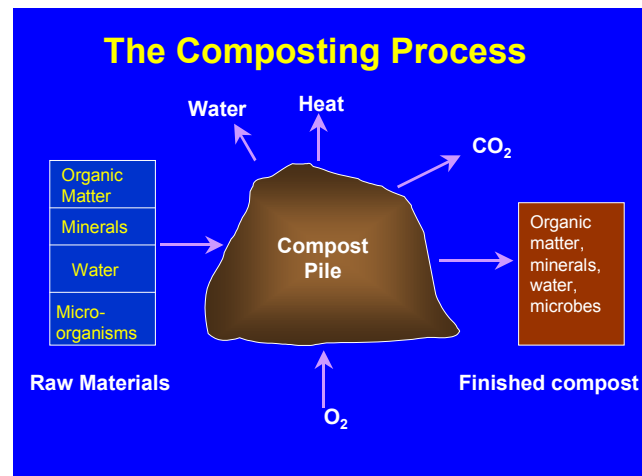 The Composting Process
Water
Heat
CO₂
Organic
Matter
Minerals
Water
Micro-
organisms
Raw Materials
Compost
Pile
O₂
Organic
matter,
minerals,
water,
microbes
Finished compost